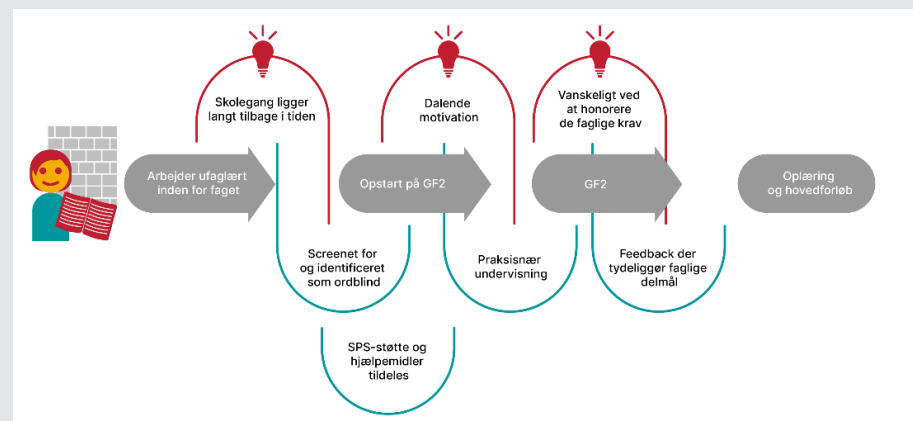 Skolegang ligger
langt tilbage i tiden
Dalende
motivation
Vanskeligt ved
at honorere
de faglige krav
Arbejder ufaglært
inden for faget
Opstart på GF2
GF2
Oplæring
og hovedforløb
Screenet for
og identificeret
som ordblind
Praksisnær
undervisning
Feedback der
tydeliggør faglige
delmål
SPS-støtte og
hjælpemidler
tildeles